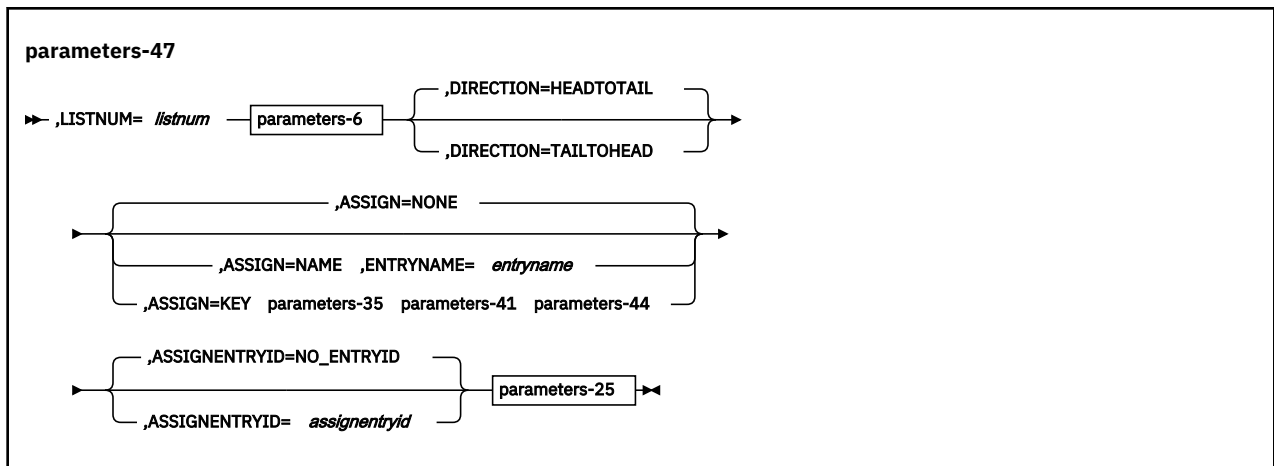 parameters-47
,DIRECTION=HEADTOTAIL
,LISTNUM= listnum parameters-6
,DIRECTION=TAILTOHEAD
,ASSIGN=NONE
,ASSIGN=NAME ,ENTRYNAME= entryname
,ASSIGN=KEY parameters-35 parameters-41 parameters-44
,ASSIGNENTRYID=NO_ENTRYID
parameters-25
,ASSIGNENTRYID= assignentryid